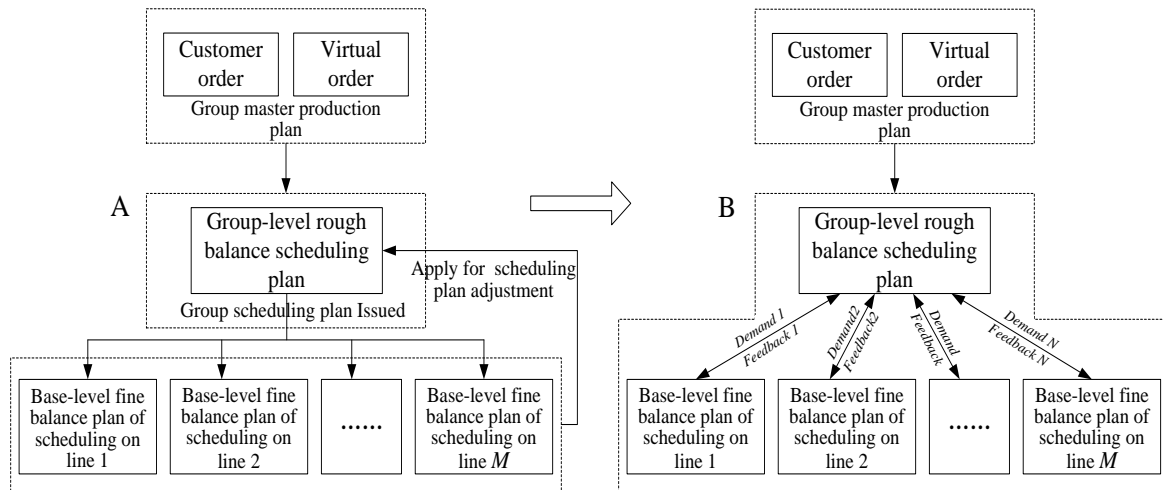 Customer
order
Virtual
order
Group master production
plan
A
Group-level rough
balance scheduling
plan
Apply for scheduling
plan adjustment
Group scheduling plan Issued
Base-level fine
balance plan of
scheduling on
line 1
Base-level fine
balance plan of
scheduling on
line 2
......
Base-level fine
balance plan of
scheduling on
line M
Customer
order
Virtual
order
Group master production
plan
B
Group-level rough
balance scheduling
plan
Demand 1
Feedback 1
Demand2
Feedback2
Demand
Feedback
Demand N
Feedback N
Base-level fine
balance plan of
scheduling on
line 1
Base-level fine
balance plan of
scheduling on
line 2
......
Base-level fine
balance plan of
scheduling on
line M